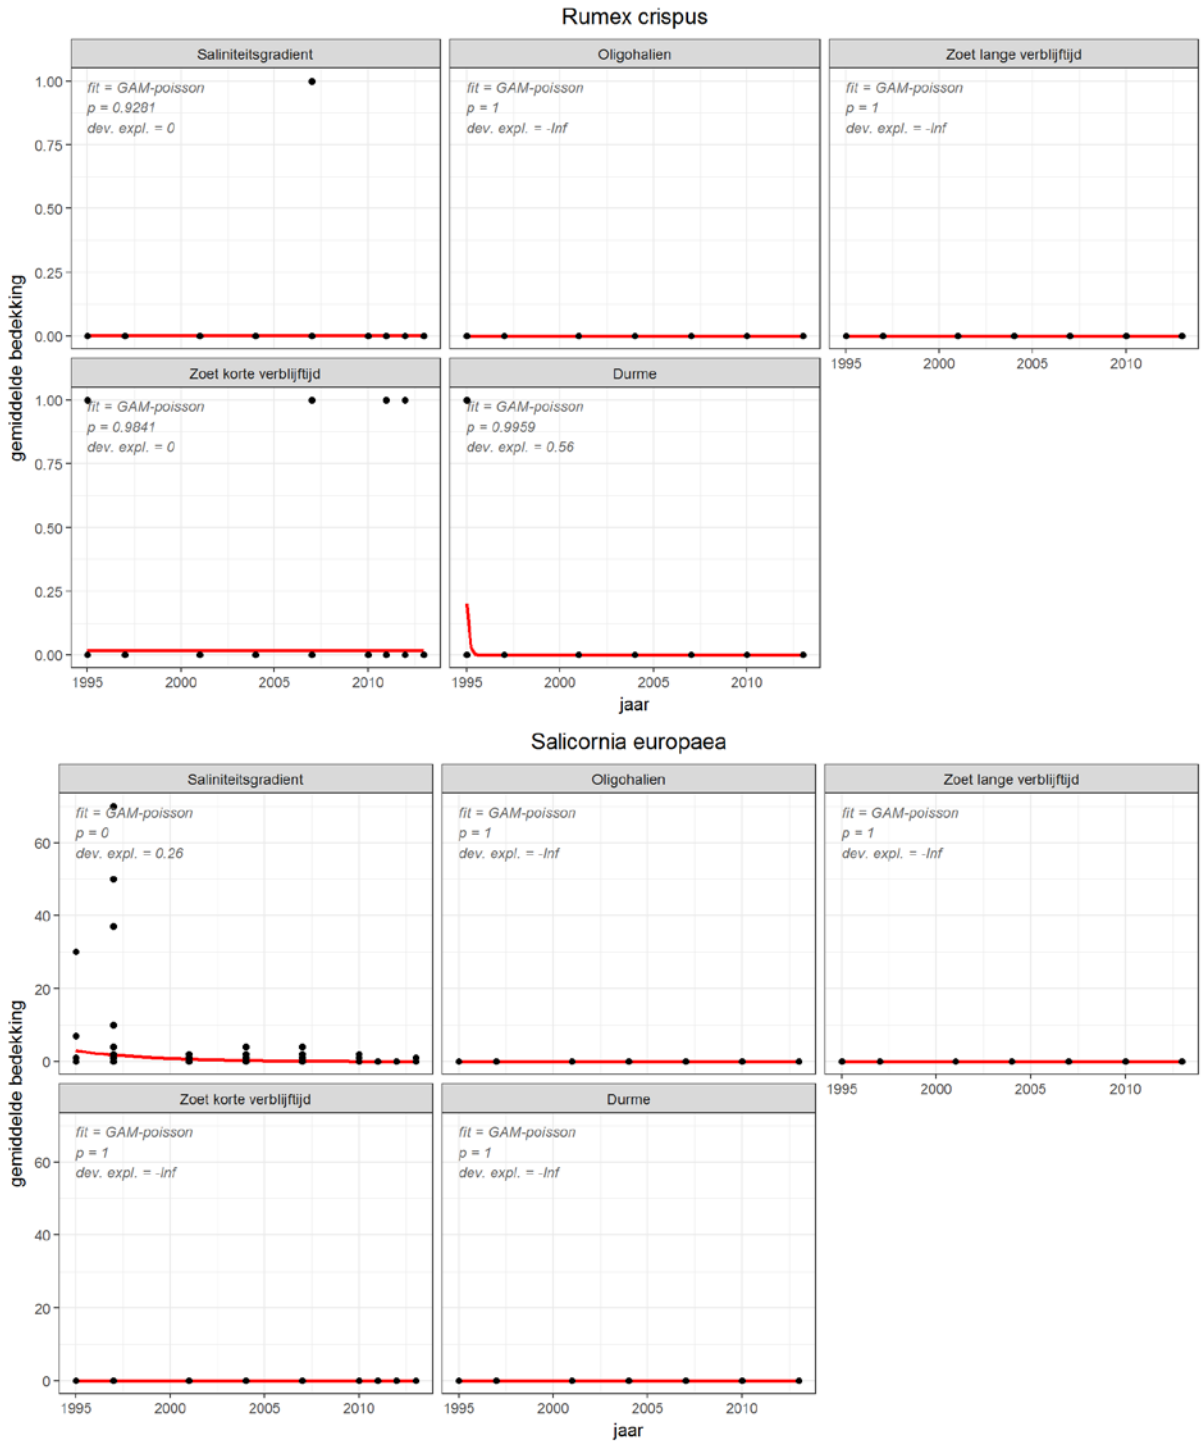 Rumex crispus
Saliniteitsgradient
Oligohalien
Zoet lange verblijftijd
fit = GAM-poisson
p = 0.9281
dev. expl. = 0
fit = GAM-poisson
p = 1
dev. expl. = -Inf
fit = GAM-poisson
p = 1
dev. expl. = -Inf
1.00
0.75
0.50
0.25
0.00
1995
2000
2005
2010
gemiddelde bedekking
Zoet korte verblijftijd
Durme
fit = GAM-poisson
p = 0.9841
dev. expl. = 0
fit = GAM-poisson
p = 0.9959
dev. expl. = 0.56
1.00
0.75
0.50
0.25
0.00
1995
2000
2005
2010
1995
2000
2005
2010
jaar
Salicornia europaea
Saliniteitsgradient
Oligohalien
Zoet lange verblijftijd
fit = GAM-poisson
p = 0
dev. expl. = 0.26
fit = GAM-poisson
p = 1
dev. expl. = -Inf
fit = GAM-poisson
p = 1
dev. expl. = -Inf
60
40
20
0
1995
2000
2005
2010
gemiddelde bedekking
Zoet korte verblijftijd
Durme
fit = GAM-poisson
p = 1
dev. expl. = -Inf
fit = GAM-poisson
p = 1
dev. expl. = -Inf
60
40
20
0
1995
2000
2005
2010
1995
2000
2005
2010
jaar